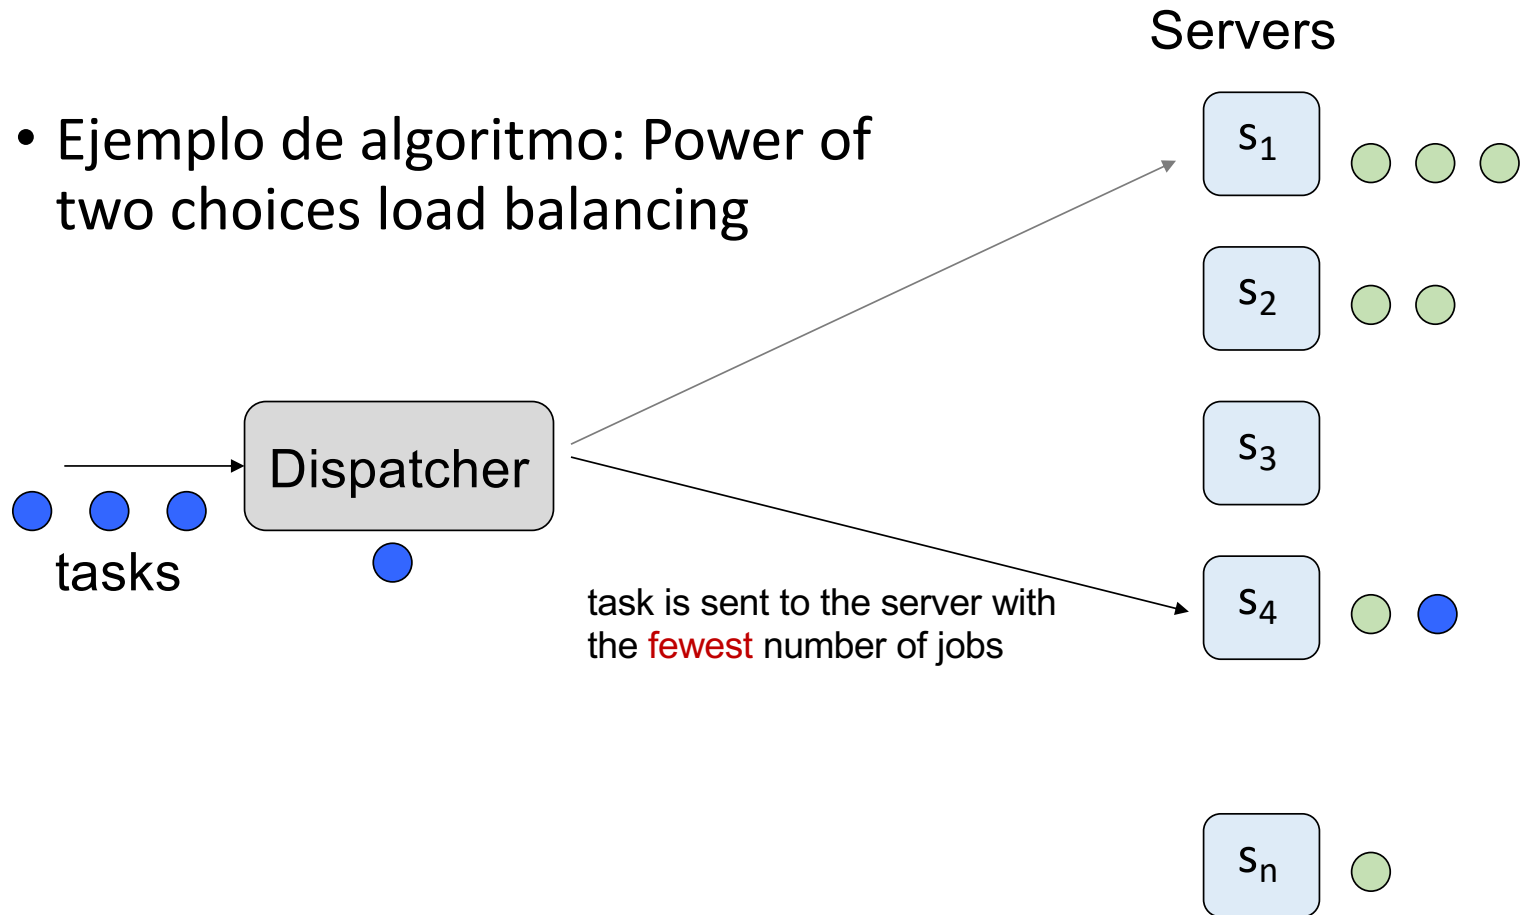 Servers
• Ejemplo de algoritmo: Power of
two choices load balancing
s₁
s₂
Dispatcher
s₃
tasks
task is sent to the server with
the fewest number of jobs
s₄
sₙ